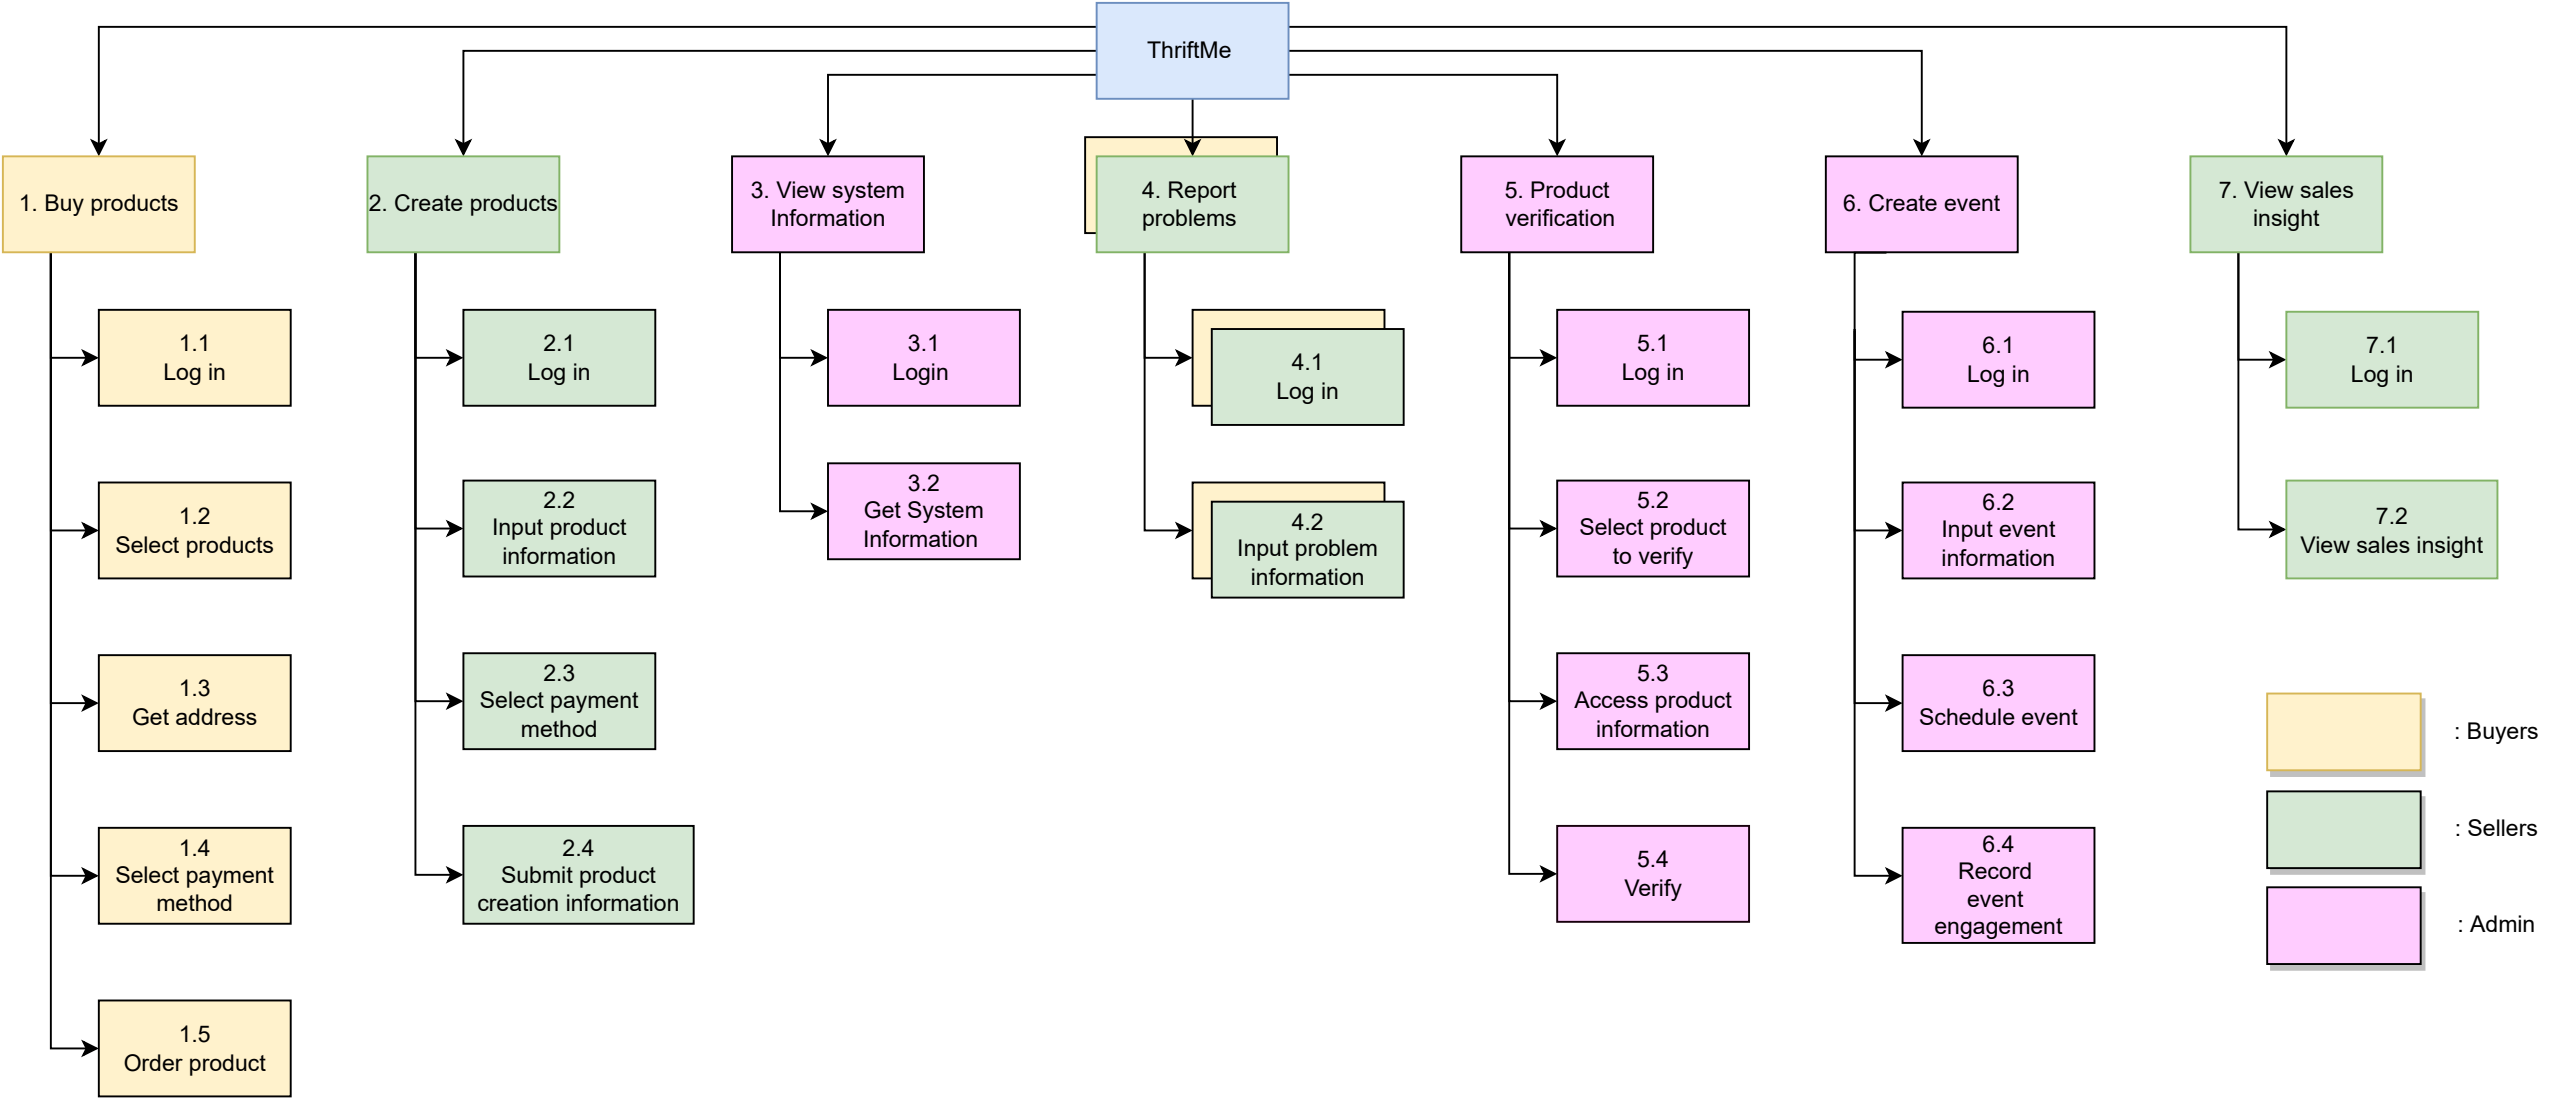 ThriftMe
1. Buy products
2. Create products
3. View system
Information
4. Report
problems
5. Product
verification
6. Create event
7. View sales
insight
1.1
Log in
1.2
Select products
1.3
Get address
1.4
Select payment
method
1.5
Order product
2.1
Log in
2.2
Input product
information
2.3
Select payment
method
2.4
Submit product
creation information
3.1
Login
3.2
Get System
Information
4.1
Log in
4.2
Input problem
information
5.1
Log in
5.2
Select product
to verify
5.3
Access product
information
5.4
Verify
6.1
Log in
6.2
Input event
information
6.3
Schedule event
6.4
Record
event
engagement
7.1
Log in
7.2
View sales insight
: Buyers
: Sellers
: Admin